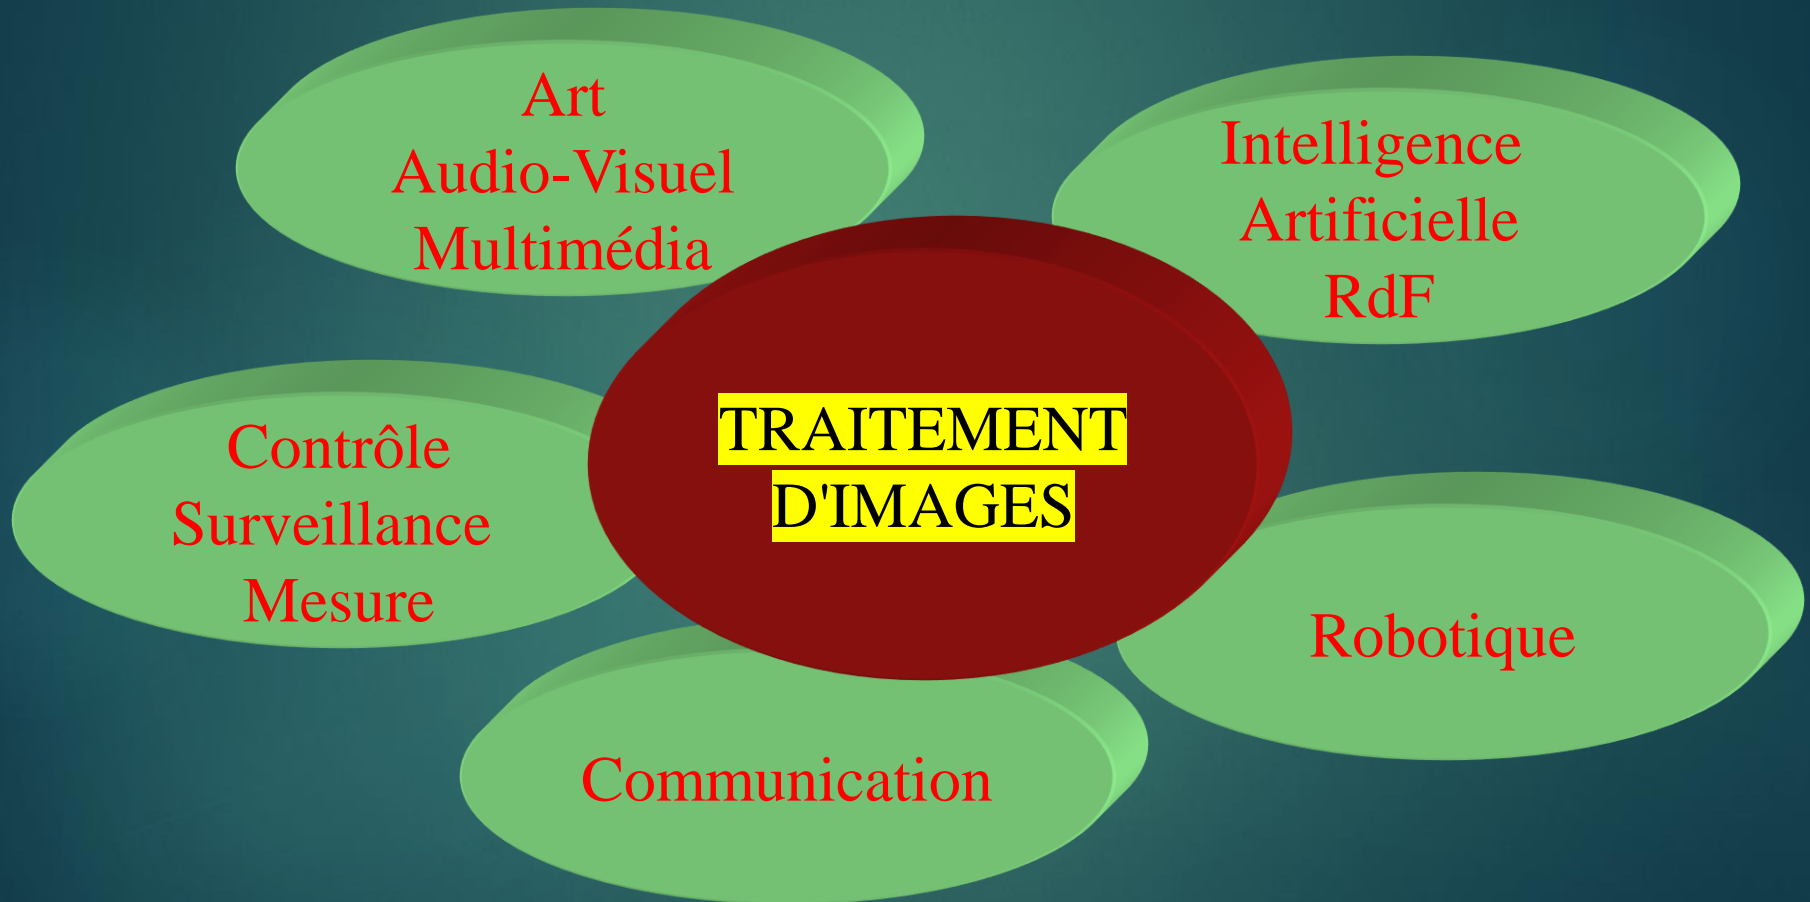 Art
Audio-Visuel
Multimédia
Intelligence
Artificielle
RdF
TRAITEMENT
D'IMAGES
Contrôle
Surveillance
Mesure
Robotique
Communication